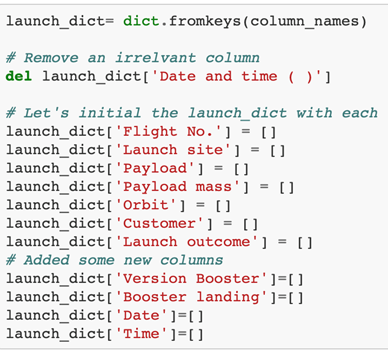 launch_dict= dict.fromkeys(column_names)
# Remove an irrelvant column
del launch_dict['Date and time ( )']
# Let's initial the launch_dict with each
launch_dict['Flight No.'] = []
launch_dict['Launch site'] = []
launch_dict['Payload'] = []
launch_dict['Payload mass'] = []
launch_dict['Orbit'] = []
launch_dict['Customer'] = []
launch_dict['Launch outcome'] = []
# Added some new columns
launch_dict['Version Booster']=[]
launch_dict['Booster landing']=[]
launch_dict['Date']=[]
launch_dict['Time']=[]